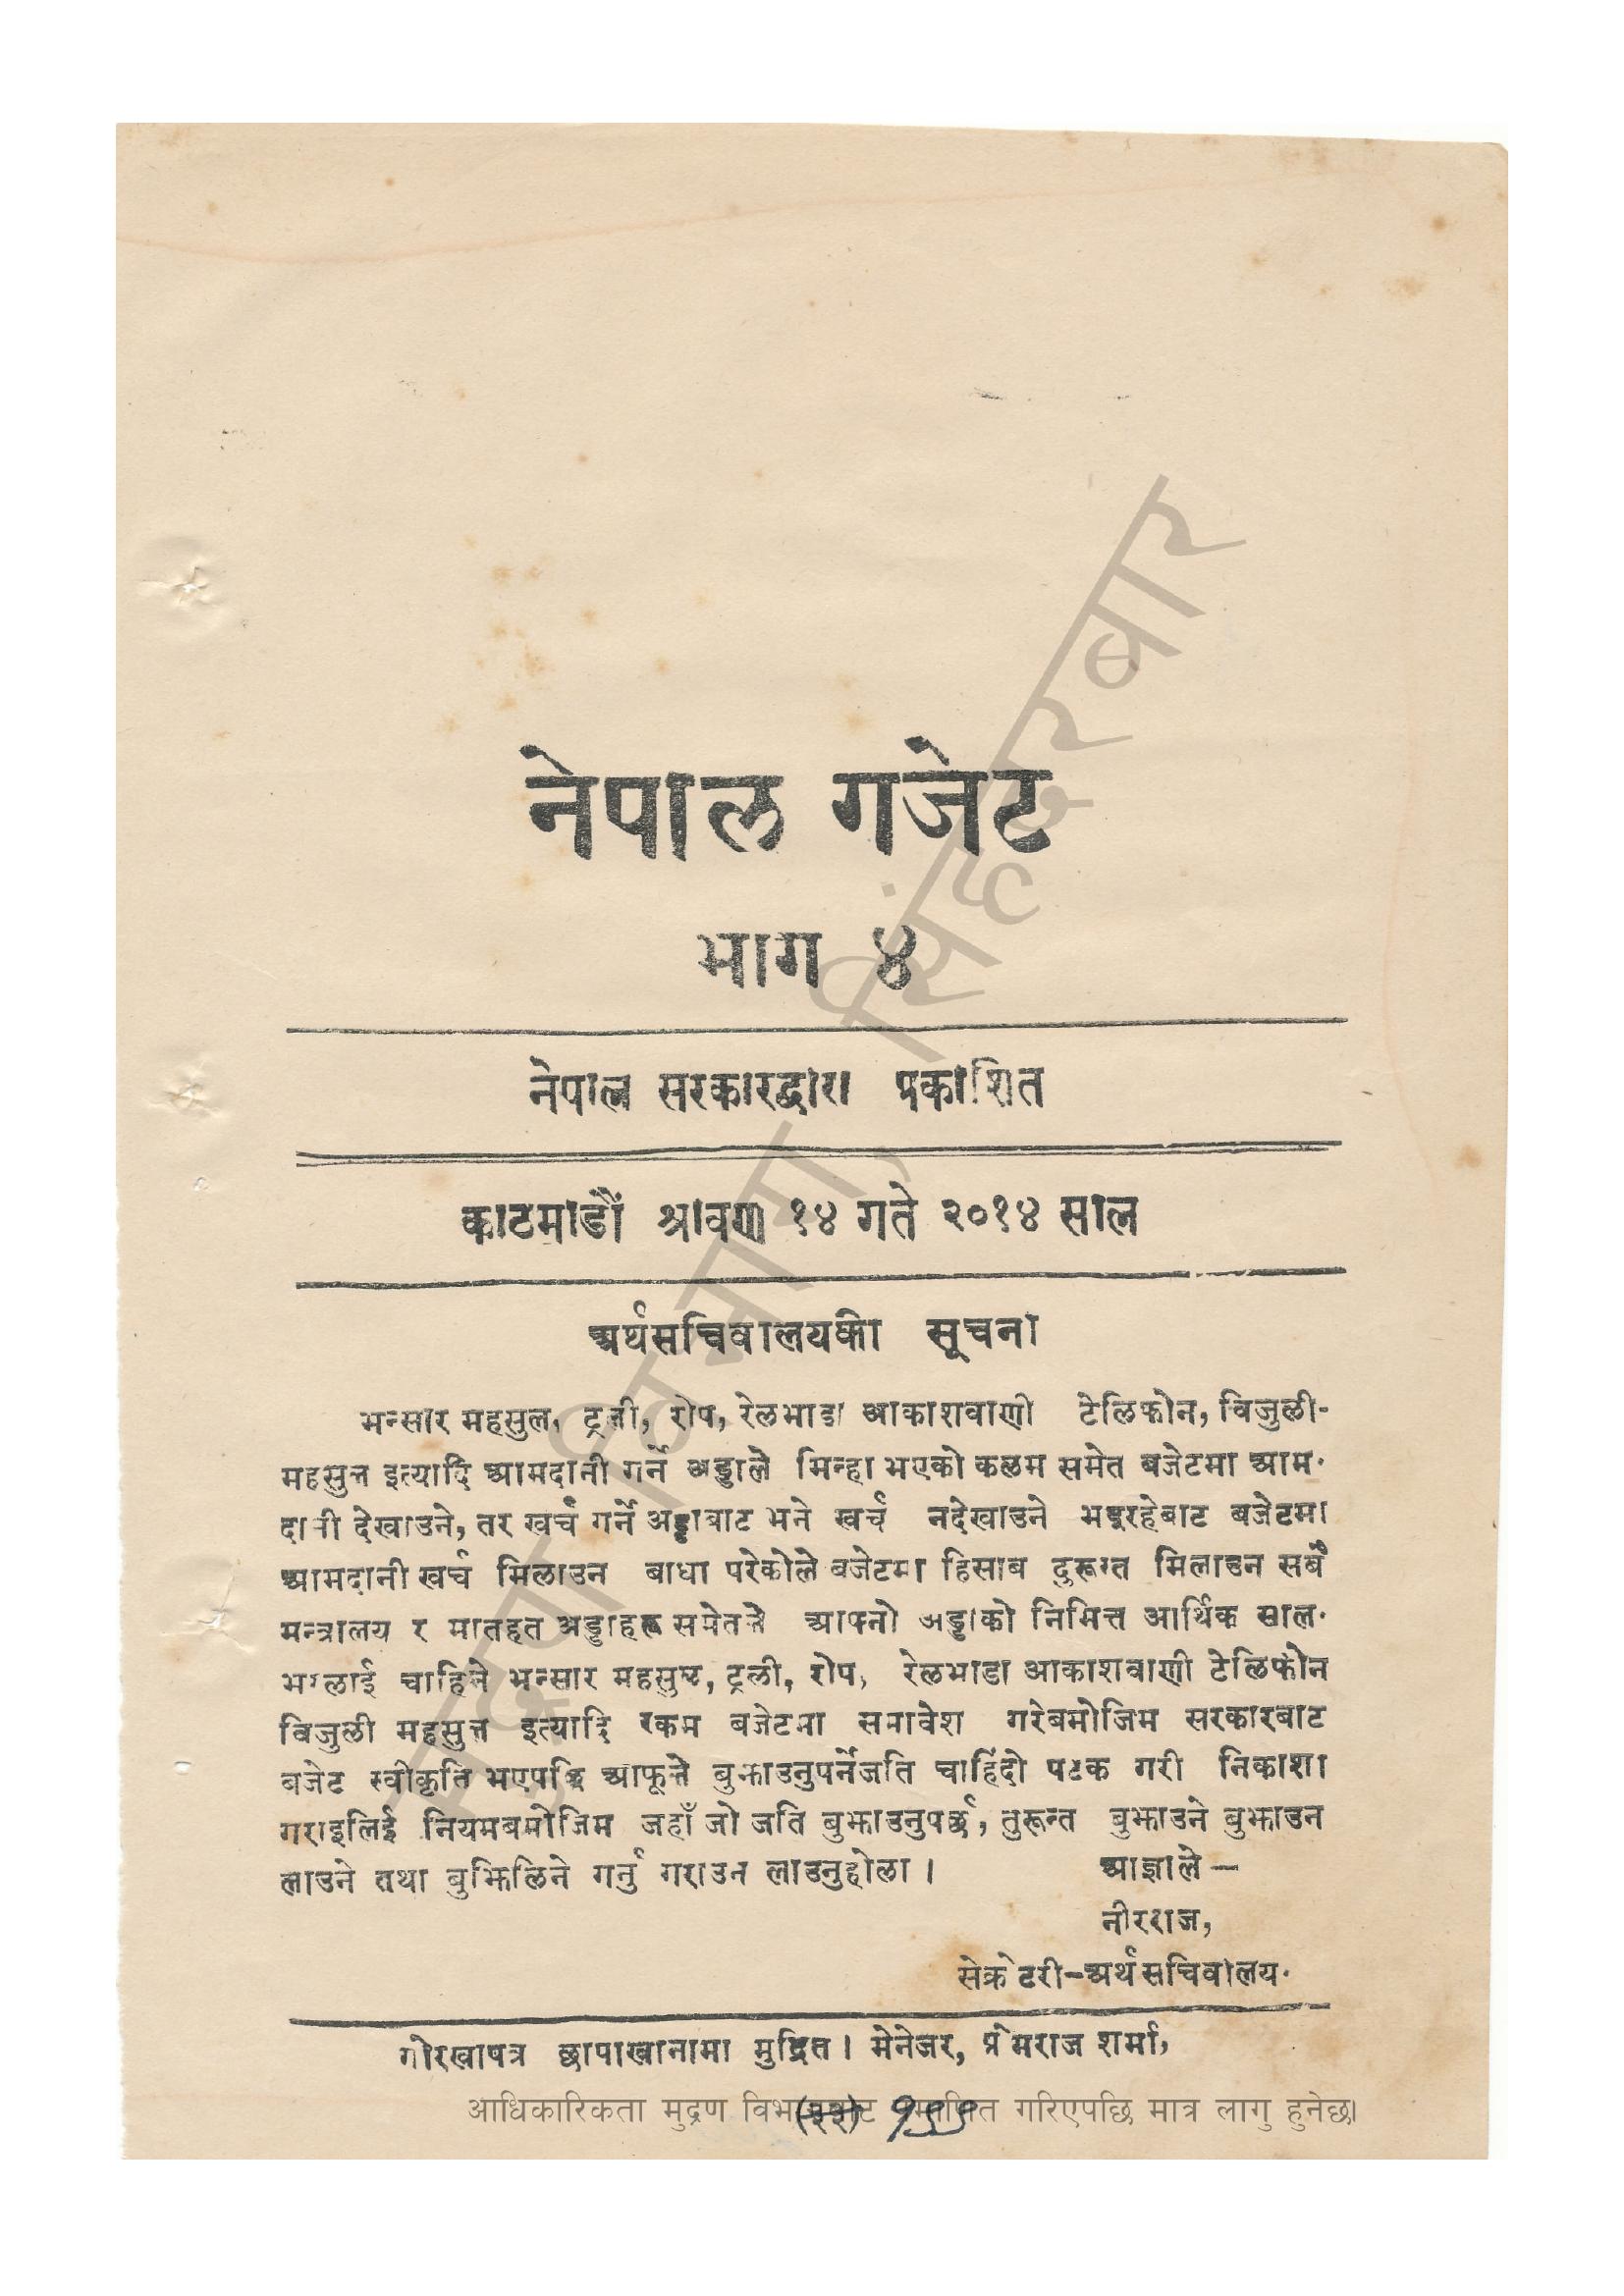 नेपाल गजेट
भाग ४
नेपाल सरकारद्वारा प्रकाशित
काठमाडौं श्रावण १४ गते २०१४ साल
अर्थसचिवालयको सूचना
भन्सार महसुल, ट्रली, रोप, रेलभाडा आकाशवाणी टेलिफोन, विजुली-
महसुल इत्यादि आमदानी गर्ने अड्डाले मिन्हा भएको कलम समेत बजेटमा आम-
दानी देखाउने, तर खर्च गर्ने अड्डाबाट भने खर्च नदेखाउने भइरहेबाट बजेटमा
आमदानी खर्च मिलाउन बाधा परेकोले बजेटमा हिसाब दुरूस्त मिलाउन सबै
मन्त्रालय र मातहत अड्डाहरू समेतले आफ्नो अड्डाको निमित्त आर्थिक साल-
भरलाई चाहिने भन्सार महसुल, ट्रली, रोप, रेलभाडा आकाशवाणी टेलिफोन
विजुली महसुल इत्यादि रकम बजेटमा समावेश गरेबमोजिम सरकारबाट
बजेट स्वीकृति भएपछि आफूले बुझाउनुपर्नेजति चाहिंदो पटक गरी निकाशा
गराइलिई नियमबमोजिम जहाँ जो जति बुझाउनुपर्छ, तुरून्त बुझाउने बुझाउन
लाउने तथा बुझिलिने गर्नु गराउन लाउनुहोला । आज्ञाले —
नीरराज,
सेक्रेटरी-अर्थसचिवालय.
गोरखापत्र छापाखानामा मुद्रित । मेनेजर, प्रेमराज शर्मा,
आधिकारिकता मुद्रण विभागबाट प्रमाणित गरिएपछि मात्र लागु हुनेछ।
१९९
मुद्रण विभाग, सिंहदरबार